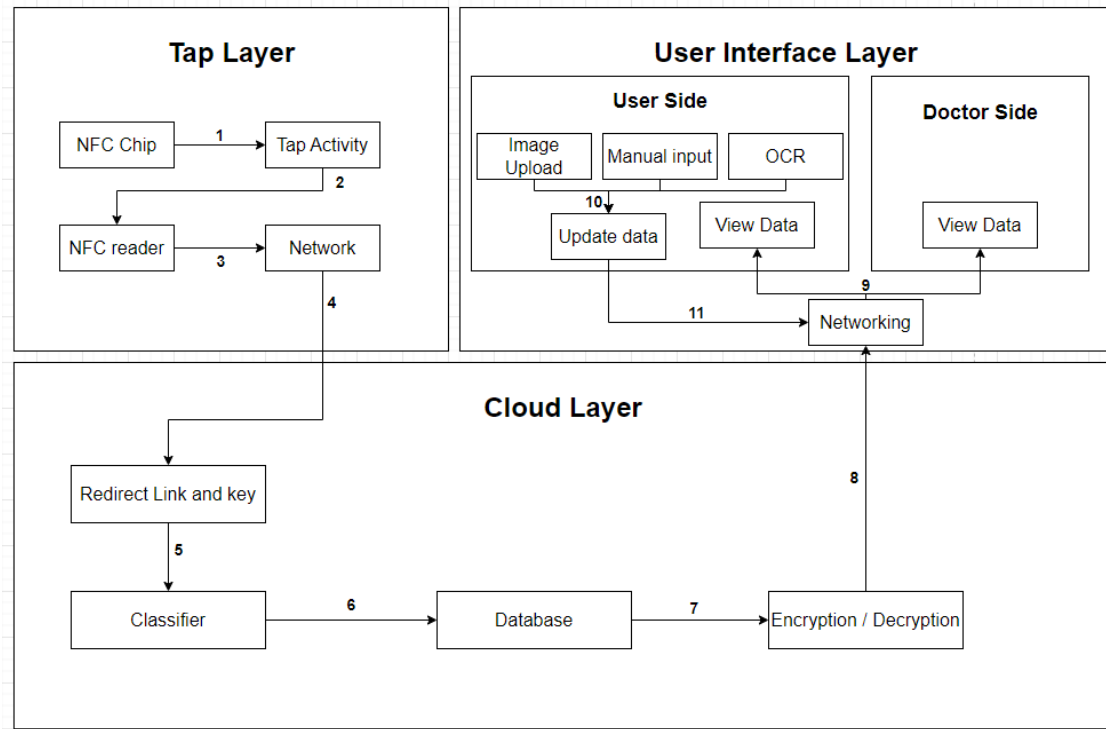 Tap Layer
NFC Chip
1
Tap Activity
2
NFC reader
3
Network
4
User Interface Layer
User Side
Image
Upload
Manual input
OCR
10
Update data
View Data
Doctor Side
View Data
9
11
Networking
Cloud Layer
Redirect Link and key
5
Classifier
6
Database
7
Encryption / Decryption
8